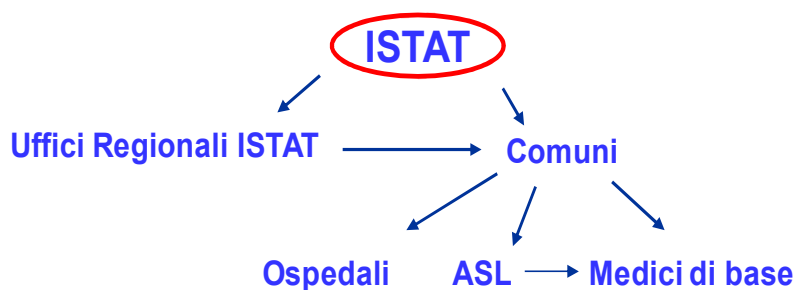 ISTAT
Uffici Regionali ISTAT
Comuni
Ospedali
ASL
Medici di base